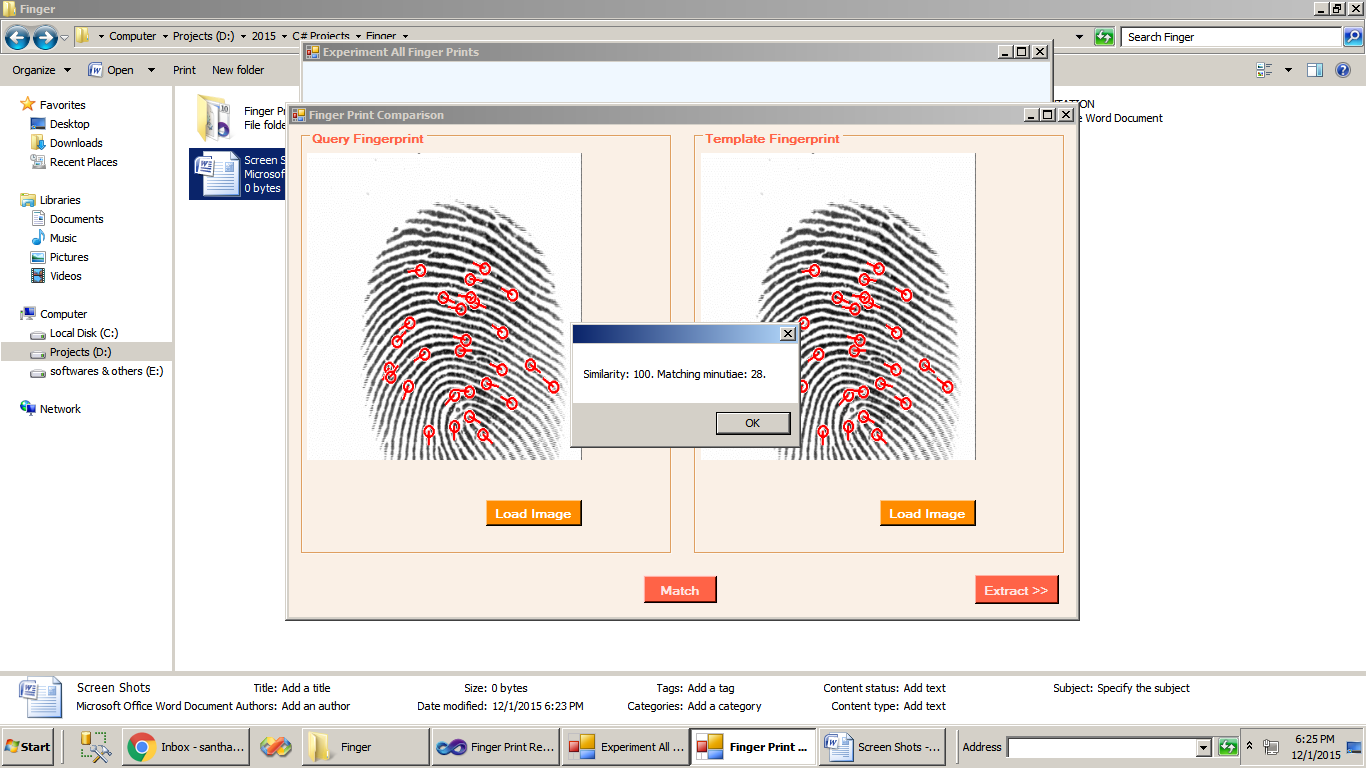 Finger
Computer
Projects (D:)
2015
C# Projects
Finger
Search Finger
Organize
Open
Print
New folder
Favorites
Desktop
Downloads
Recent Places
Libraries
Documents
Music
Pictures
Videos
Computer
Local Disk (C:)
Projects (D:)
softwares & others (E:)
Network
Finger Pr
File folde
Screen S
Microsof
0 bytes
TATION
e Word Document
Experiment All Finger Prints
Finger Print Comparison
Query Fingerprint
Template Fingerprint
Similarity: 100. Matching minutiae: 28.
OK
Load Image
Load Image
Match
Extract >>
Screen Shots
Title: Add a title
Size: 0 bytes
Tags: Add a tag
Content status: Add text
Subject: Specify the subject
Microsoft Office Word Document
Authors: Add an author
Date modified: 12/1/2015 6:23 PM
Categories: Add a category
Content type: Add text
Start
Inbox - santha...
Finger
Finger Print Re...
Experiment All ...
Finger Print ...
Screen Shots -...
Address
6:25 PM
12/1/2015